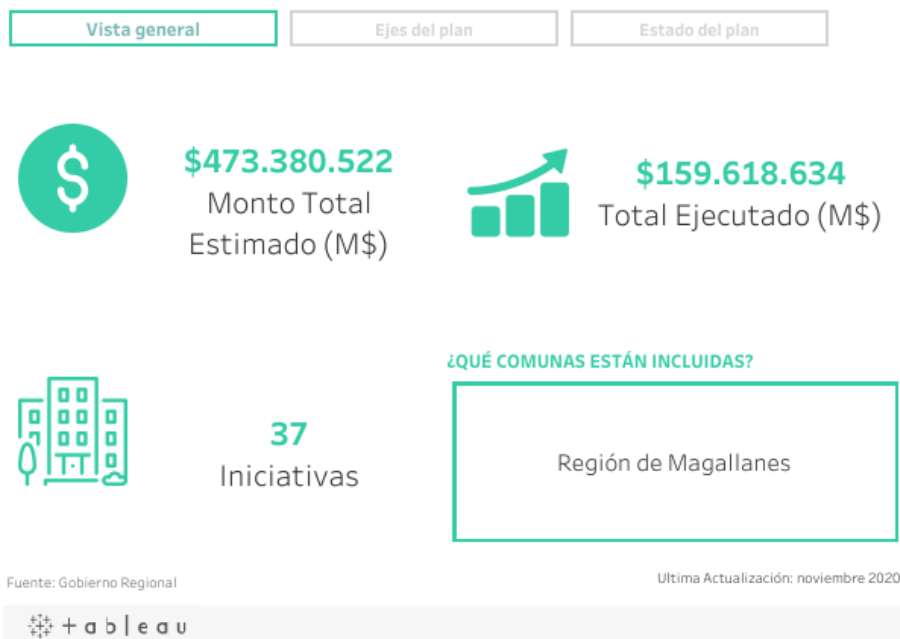 Vista general
Ejes del plan
Estado del plan
$473.380.522
Monto Total
Estimado (M$)
$159.618.634
Total Ejecutado (M$)
37
Iniciativas
¿QUÉ COMUNAS ESTÁN INCLUIDAS?
Región de Magallanes
Fuente: Gobierno Regional
Ultima Actualización: noviembre 2020
+ableau